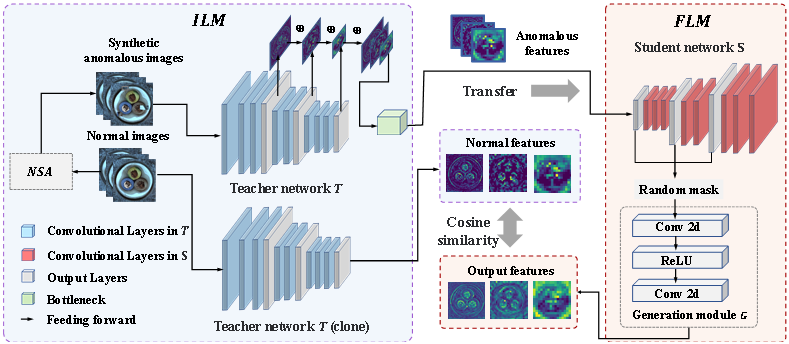 ILM
Synthetic
anomalous images
Normal images
NSA
Teacher network T
Convolutional Layers in T
Convolutional Layers in S
Output Layers
Bottleneck
Feeding forward
Teacher network T (clone)
Anomalous
features
Transfer
Normal features
Cosine
similarity
Output features
FLM
Student network S
Random mask
Conv 2d
ReLU
Conv 2d
Generation module G